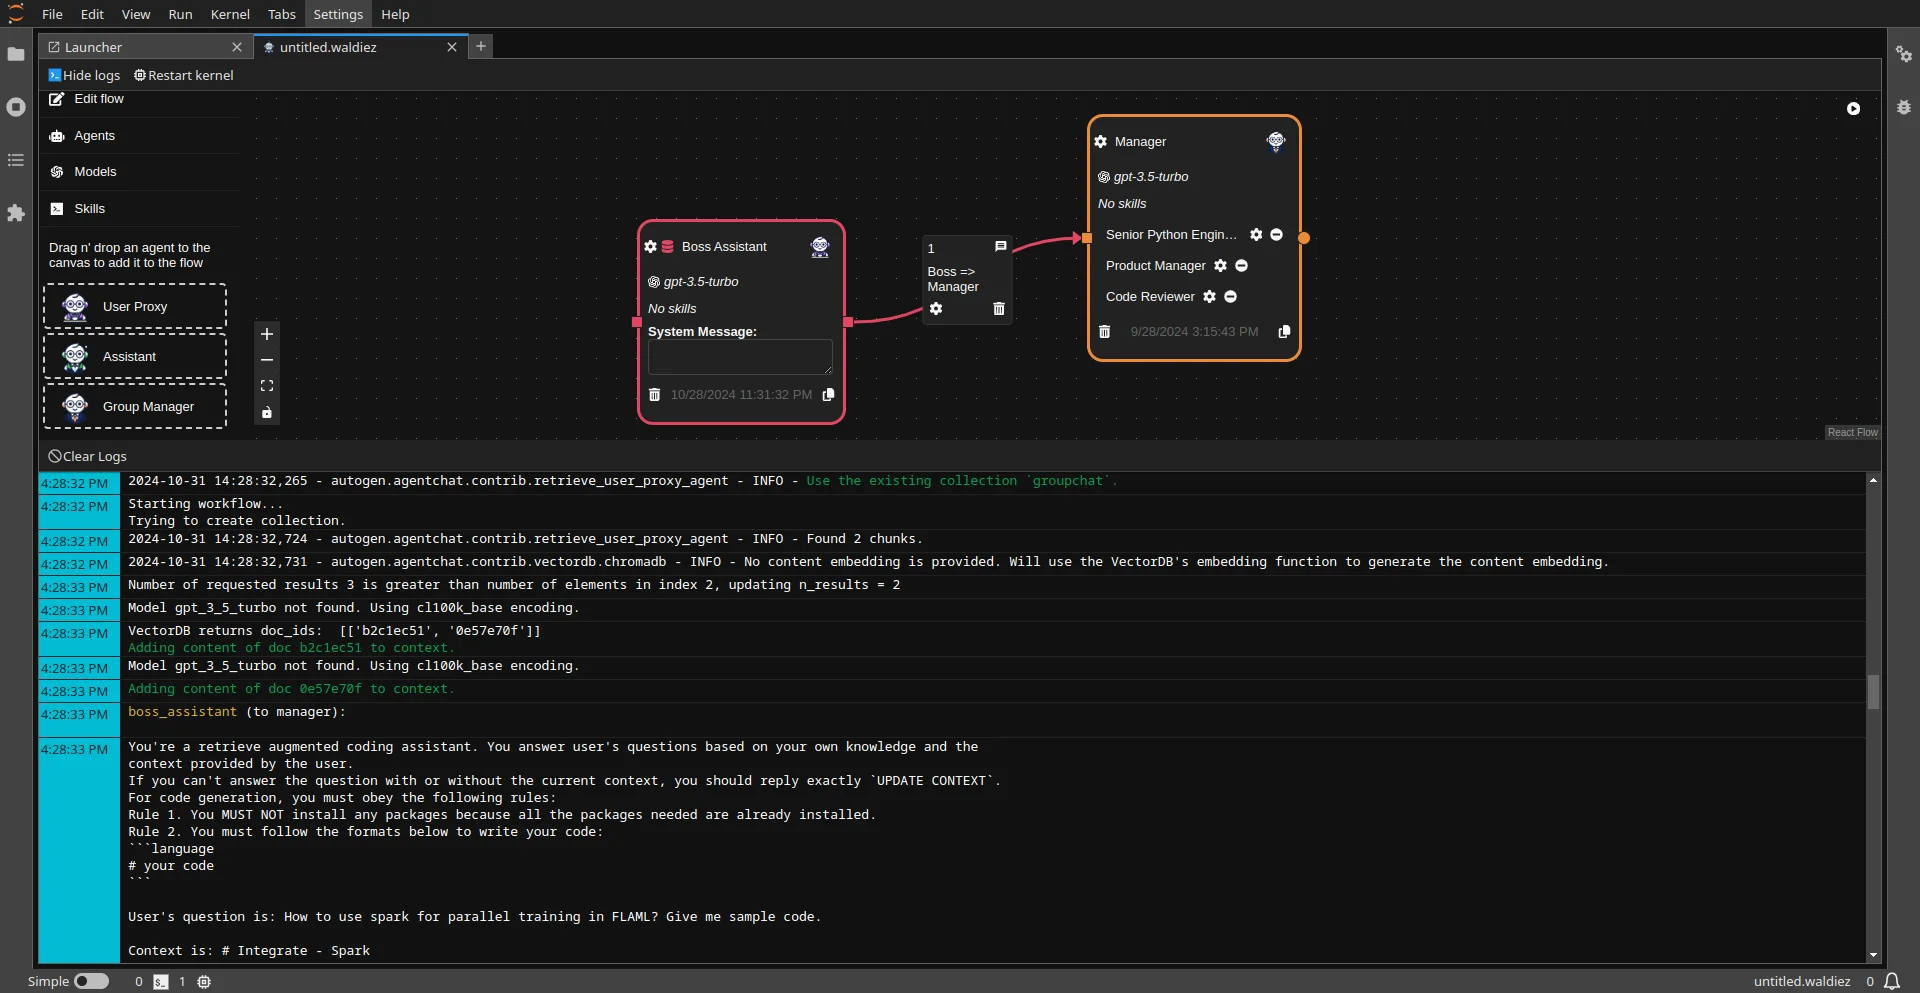 File Edit View Run Kernel Tabs Settings Help
Launcher
untitled.waldiez
Hide logs Restart kernel
Edit flow
Agents
Models
Skills
Drag n' drop an agent to the
canvas to add it to the flow
User Proxy
Assistant
Group Manager
Boss Assistant
gpt-3.5-turbo
No skills
System Message:
10/28/2024 11:31:32 PM
1
Boss =>
Manager
Manager
gpt-3.5-turbo
No skills
Senior Python Engin...
Product Manager
Code Reviewer
9/28/2024 3:15:43 PM
React Flow
Clear Logs
4:28:32 PM 2024-10-31 14:28:32,265 - autogen.agentchat.contrib.retrieve_user_proxy_agent - INFO - Use the existing collection `groupchat`.
4:28:32 PM Starting workflow...
Trying to create collection.
4:28:32 PM 2024-10-31 14:28:32,724 - autogen.agentchat.contrib.retrieve_user_proxy_agent - INFO - Found 2 chunks.
4:28:32 PM 2024-10-31 14:28:32,731 - autogen.agentchat.contrib.vectordb.chromadb - INFO - No content embedding is provided. Will use the VectorDB's embedding function to generate the content embedding.
4:28:33 PM Number of requested results 3 is greater than number of elements in index 2, updating n_results = 2
4:28:33 PM Model gpt_3_5_turbo not found. Using cl100k_base encoding.
4:28:33 PM VectorDB returns doc_ids:  [['b2c1ec51', '0e57e70f']]
Adding content of doc b2c1ec51 to context.
4:28:33 PM Model gpt_3_5_turbo not found. Using cl100k_base encoding.
4:28:33 PM Adding content of doc 0e57e70f to context.
4:28:33 PM boss_assistant (to manager):
4:28:33 PM You're a retrieve augmented coding assistant. You answer user's questions based on your own knowledge and the
context provided by the user.
If you can't answer the question with or without the current context, you should reply exactly `UPDATE CONTEXT`.
For code generation, you must obey the following rules:
Rule 1. You MUST NOT install any packages because all the packages needed are already installed.
Rule 2. You must follow the formats below to write your code:
```language
# your code
```
User's question is: How to use spark for parallel training in FLAML? Give me sample code.
Context is: # Integrate - Spark
Simple 0 $_ 1 untitled.waldiez 0